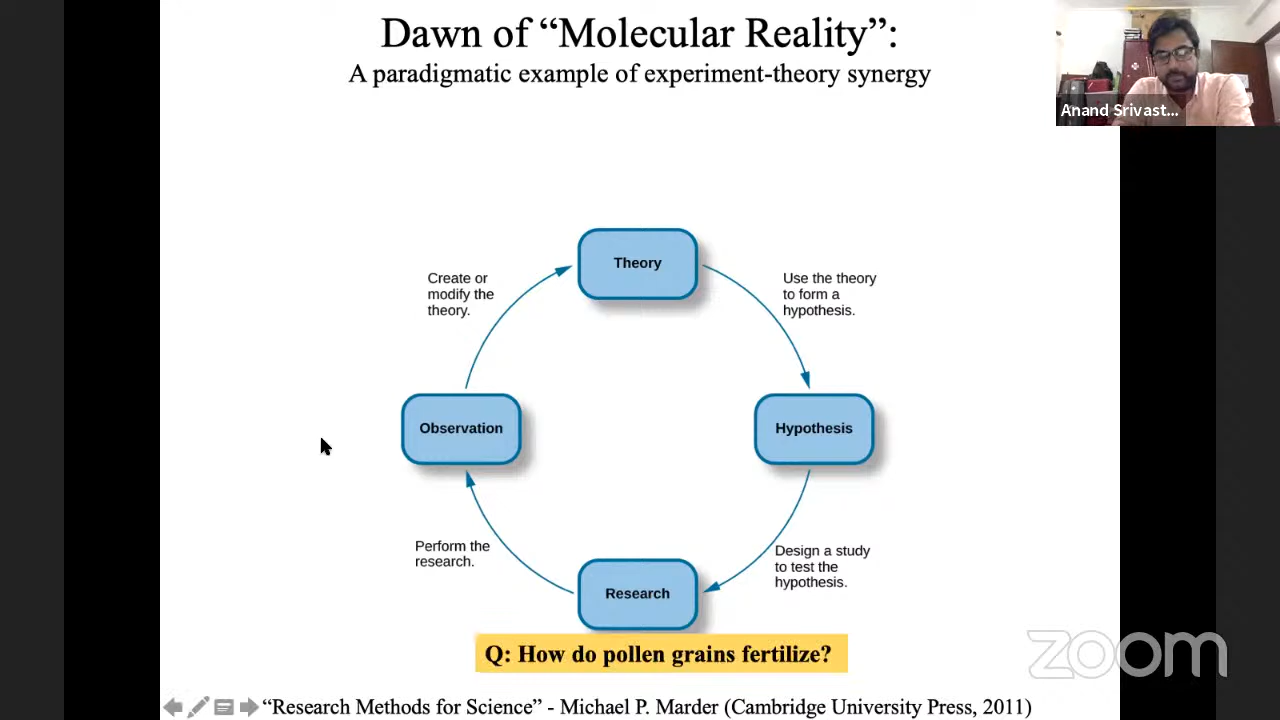 Dawn of “Molecular Reality”:
A paradigmatic example of experiment-theory synergy
Anand Srivast...
Theory
Create or
modify the
theory.
Use the theory
to form a
hypothesis.
Observation
Hypothesis
Perform the
research.
Design a study
to test the
hypothesis.
Research
Q: How do pollen grains fertilize?
zoom
“Research Methods for Science” - Michael P. Marder (Cambridge University Press, 2011)